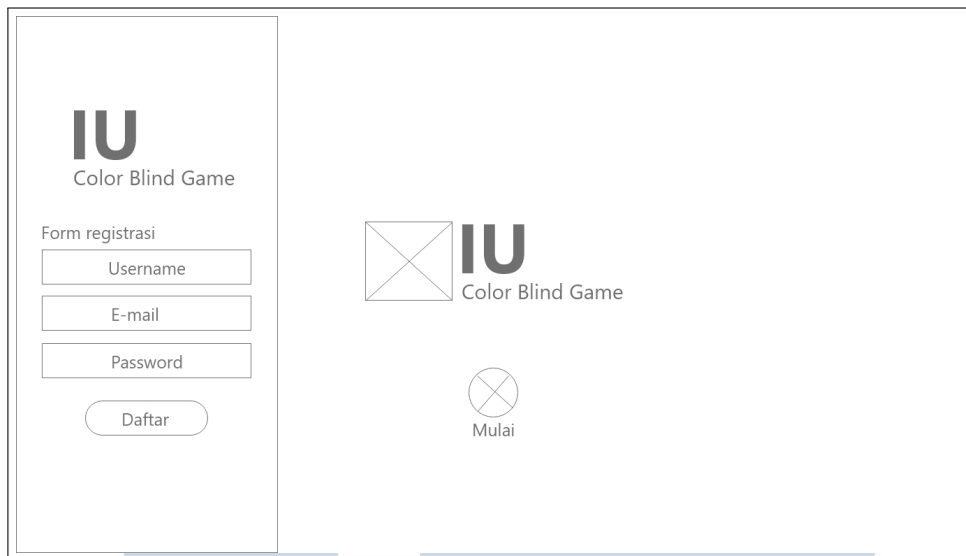 IU
Color Blind Game
Form registrasi
Username
E-mail
Password
Daftar
IU
Color Blind Game
Mulai